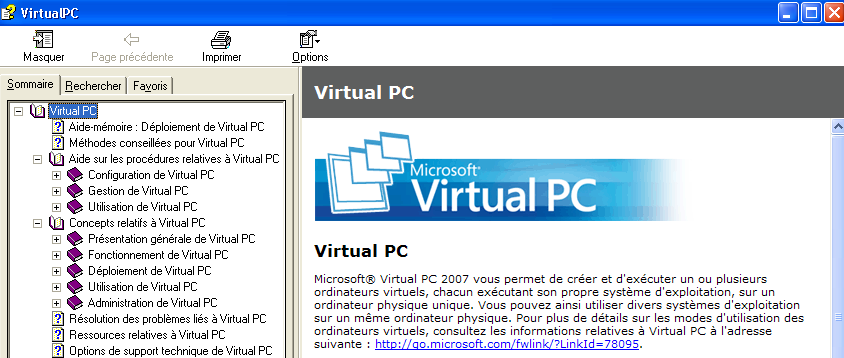 VirtualPC
Masquer
Page précédente
Imprimer
Options
Sommaire
Rechercher
Favoris
Virtual PC
Aide-mémoire : Déploiement de Virtual PC
Méthodes conseillées pour Virtual PC
Aide sur les procédures relatives à Virtual PC
Configuration de Virtual PC
Gestion de Virtual PC
Utilisation de Virtual PC
Concepts relatifs à Virtual PC
Présentation générale de Virtual PC
Fonctionnement de Virtual PC
Déploiement de Virtual PC
Utilisation de Virtual PC
Administration de Virtual PC
Résolution des problèmes liés à Virtual PC
Ressources relatives à Virtual PC
Options de support technique de Virtual PC
Virtual PC
Microsoft®
Virtual PC
Virtual PC
Microsoft® Virtual PC 2007 vous permet de créer et d'exécuter un ou plusieurs
ordinateurs virtuels, chacun exécutant son propre système d'exploitation, sur un
ordinateur physique unique. Vous pouvez ainsi utiliser divers systèmes d'exploitation
sur un même ordinateur physique. Pour plus de détails sur les modes d'utilisation des
ordinateurs virtuels, consultez les informations relatives à Virtual PC à l'adresse
suivante : http://go.microsoft.com/fwlink/?LinkId=78095.